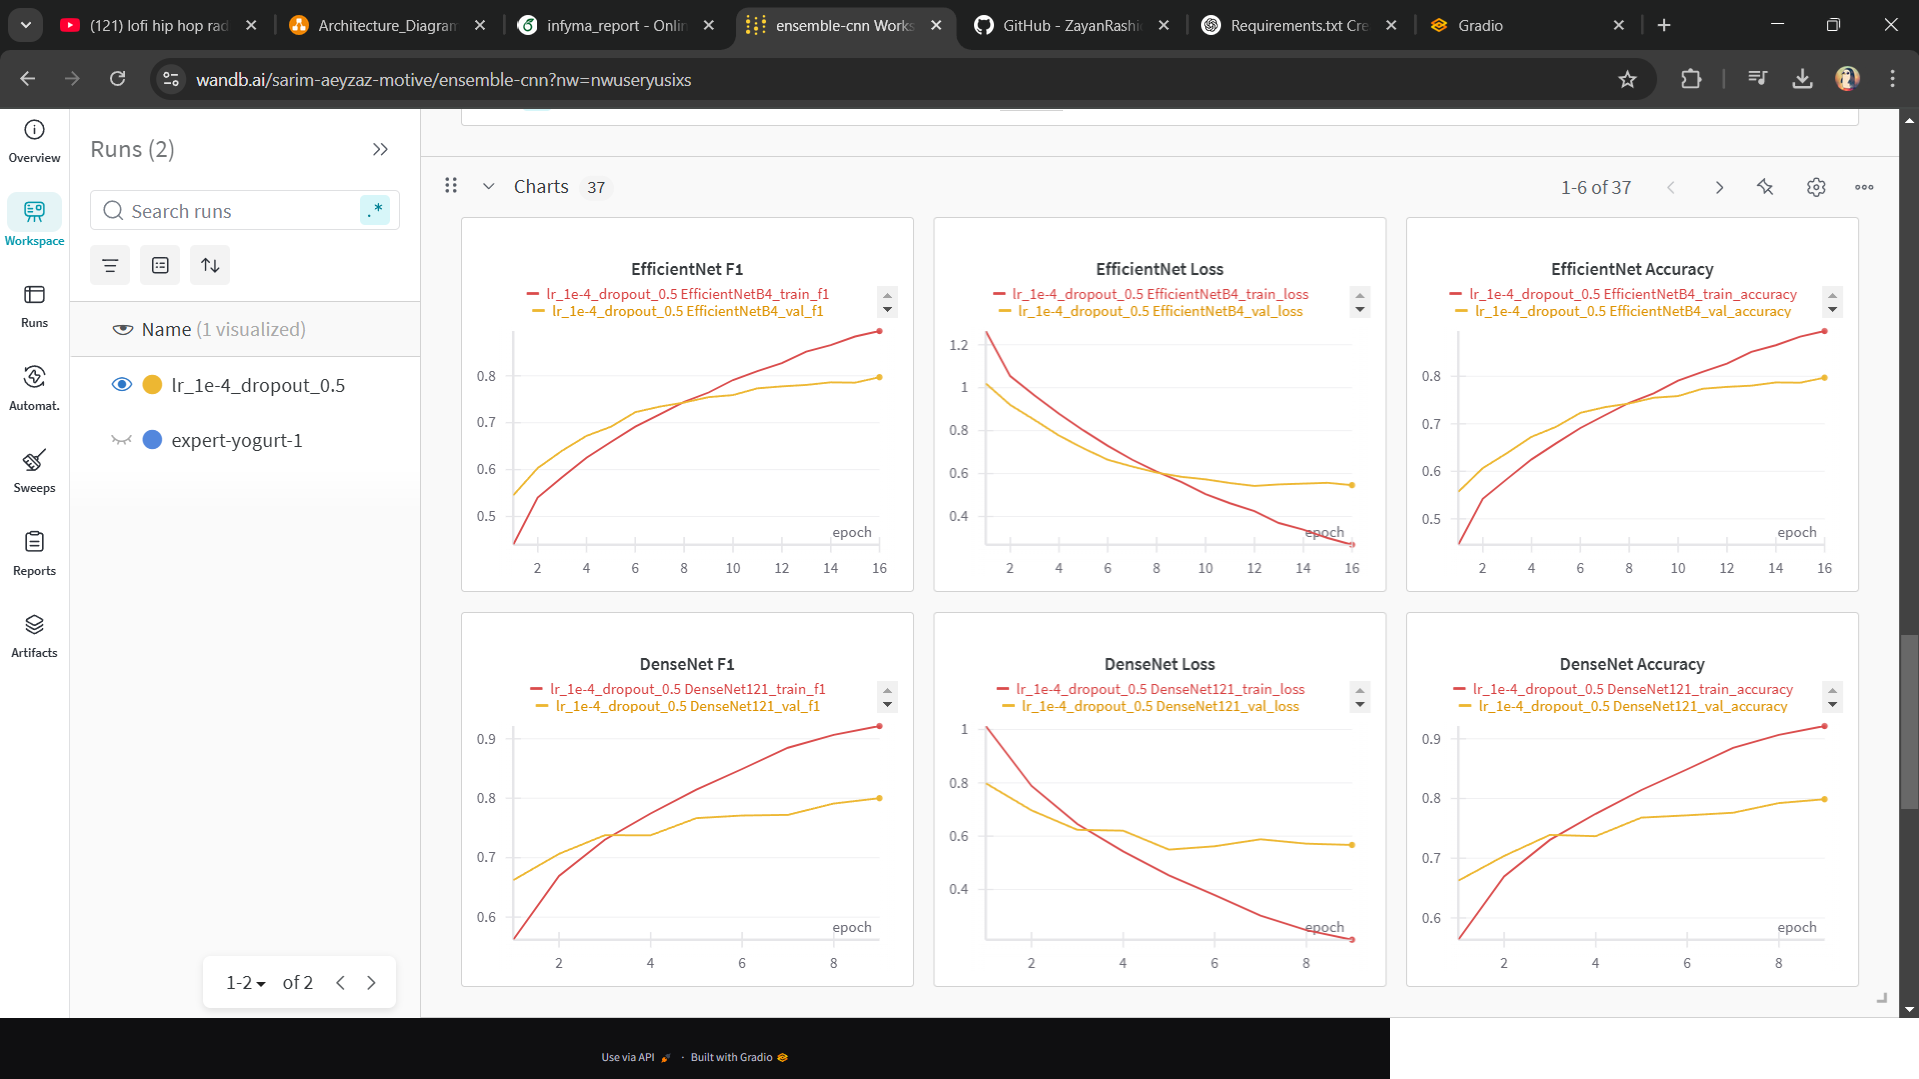 (121) lofi hip hop rad
Architecture_Diagram
infyma_report - Onlin
ensemble-cnn Works
GitHub - ZayanRashi
Requirements.txt Cre
Gradio
wandb.ai/sarim-aeyzaz-motive/ensemble-cnn?nw=nwuseryusixs
Overview
Workspace
Runs
Automat.
Sweeps
Reports
Artifacts
Runs (2)
Search runs
.*
Name (1 visualized)
lr_1e-4_dropout_0.5
expert-yogurt-1
1-2 of 2
Charts 37
1-6 of 37
EfficientNet F1
lr_1e-4_dropout_0.5 EfficientNetB4_train_f1
lr_1e-4_dropout_0.5 EfficientNetB4_val_f1
0.8
0.7
0.6
0.5
epoch
2 4 6 8 10 12 14 16
EfficientNet Loss
lr_1e-4_dropout_0.5 EfficientNetB4_train_loss
lr_1e-4_dropout_0.5 EfficientNetB4_val_loss
1.2
1
0.8
0.6
0.4
epoch
2 4 6 8 10 12 14 16
EfficientNet Accuracy
lr_1e-4_dropout_0.5 EfficientNetB4_train_accuracy
lr_1e-4_dropout_0.5 EfficientNetB4_val_accuracy
0.8
0.7
0.6
0.5
epoch
2 4 6 8 10 12 14 16
DenseNet F1
lr_1e-4_dropout_0.5 DenseNet121_train_f1
lr_1e-4_dropout_0.5 DenseNet121_val_f1
0.9
0.8
0.7
0.6
epoch
2 4 6 8
DenseNet Loss
lr_1e-4_dropout_0.5 DenseNet121_train_loss
lr_1e-4_dropout_0.5 DenseNet121_val_loss
1
0.8
0.6
0.4
epoch
2 4 6 8
DenseNet Accuracy
lr_1e-4_dropout_0.5 DenseNet121_train_accuracy
lr_1e-4_dropout_0.5 DenseNet121_val_accuracy
0.9
0.8
0.7
0.6
epoch
2 4 6 8
Use via API · Built with Gradio